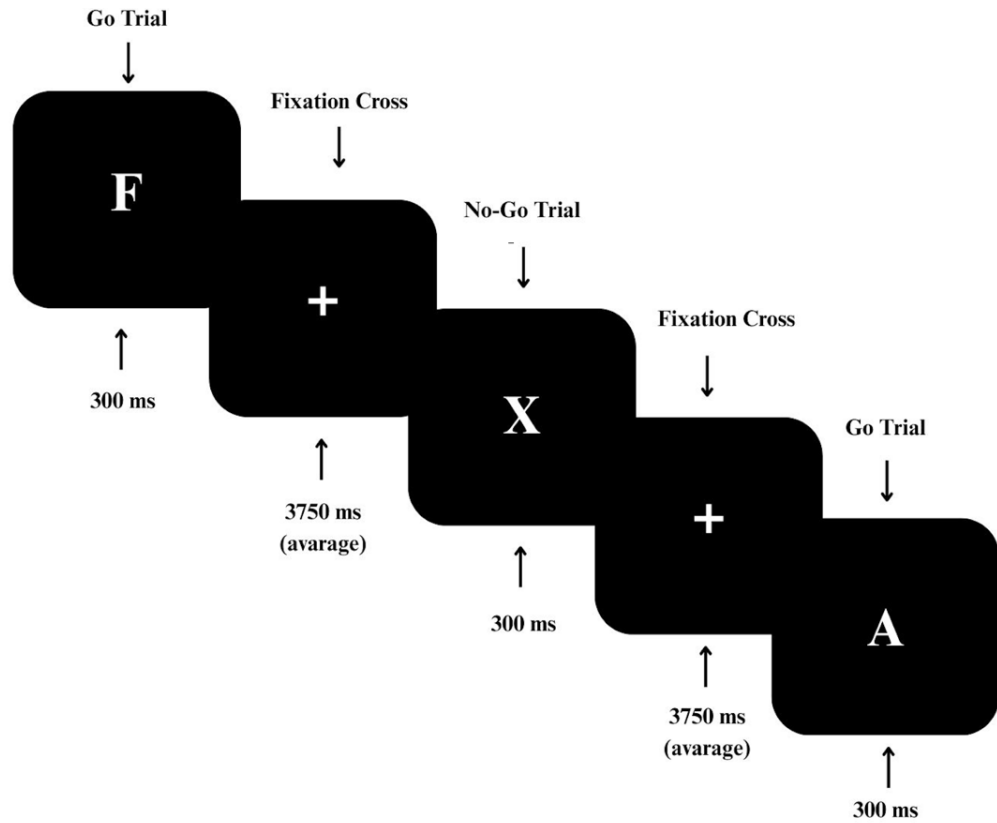 Go Trial
F
300 ms
Fixation Cross
+
3750 ms
(avarage)
No-Go Trial
X
300 ms
Fixation Cross
+
3750 ms
(avarage)
Go Trial
A
300 ms